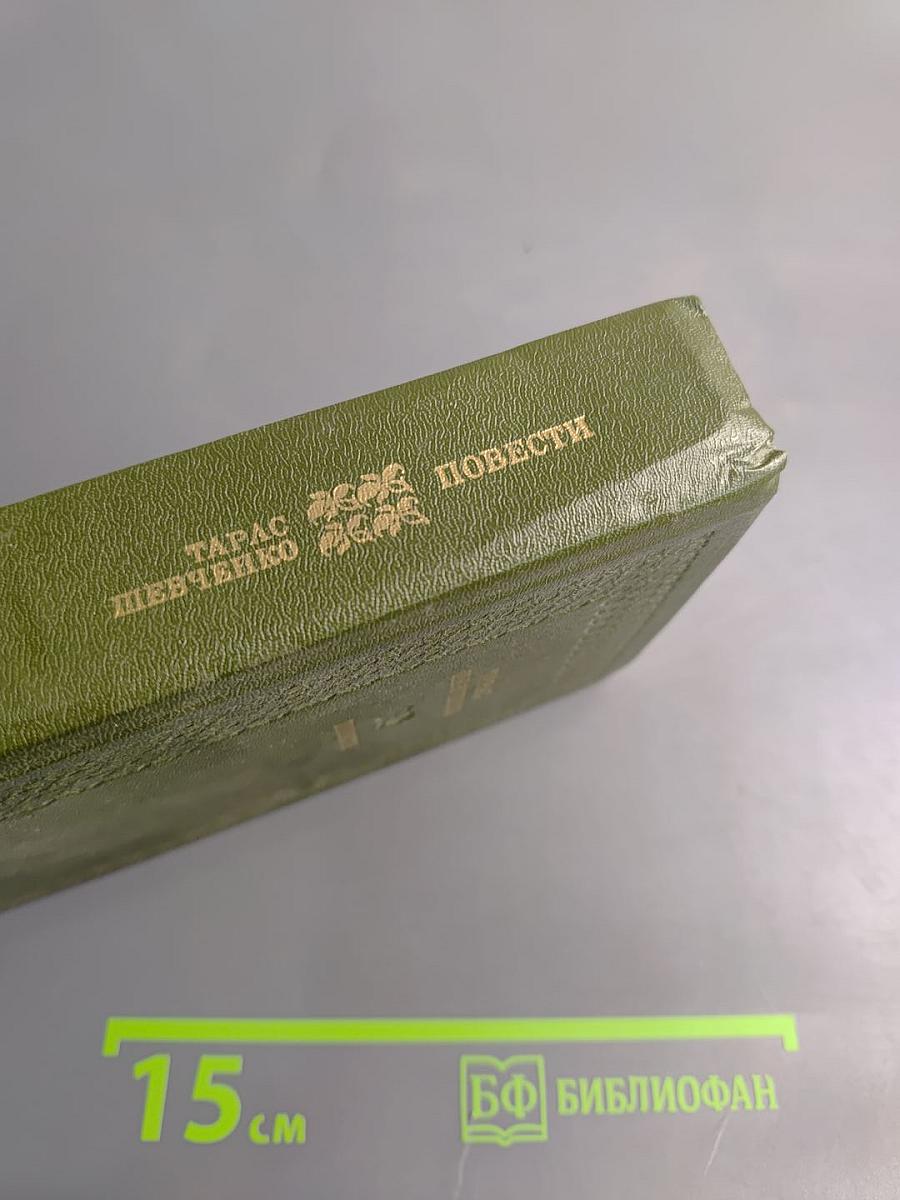 ТАРАС
ШЕВЧЕНКО
ПОВЕСТИ
15 см
БФ БИБЛИОФАН